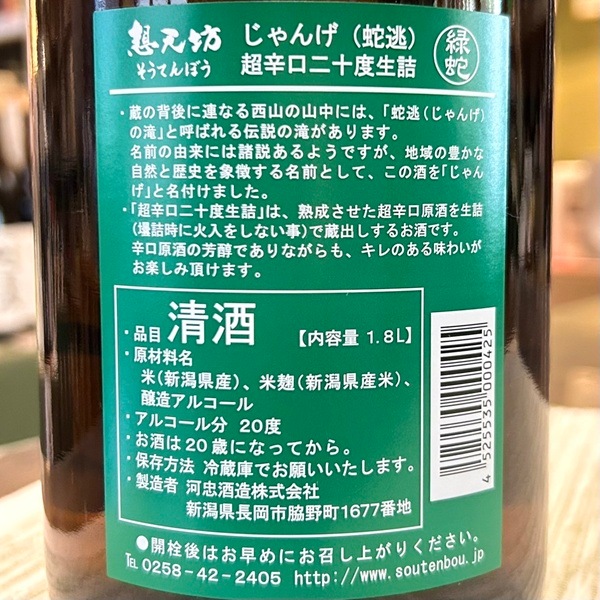 想天坊
そうてんぼう
じゃんげ（蛇逃）
超辛口二十度生詰
緑蛇
・蔵の背後に連なる西山の山中には、「蛇逃（じゃんげ）
の滝」と呼ばれる伝説の滝があります。
名前の由来には諸説あるようですが、地域の豊かな
自然と歴史を象徴する名前として、この酒を「じゃん
げ」と名付けました。
・「超辛口二十度生詰」は、熟成させた超辛口原酒を生詰
（壜詰時に火入をしない事）で蔵出しするお酒です。
辛口原酒の芳醇でありながらも、キレのある味わいが
お楽しみ頂けます。
・品目 清酒 【内容量 1.8L】
・原材料名
米（新潟県産）、米麹（新潟県産米）、
醸造アルコール
・アルコール分 20度
・お酒は20歳になってから。
・保存方法 冷蔵庫でお願いいたします。
・製造者 河忠酒造株式会社
新潟県長岡市脇野町1677番地
4 525535 000425
●開栓後はお早めにお召し上がりください。
℡ 0258-42-2405 http://www.soutenbou.jp